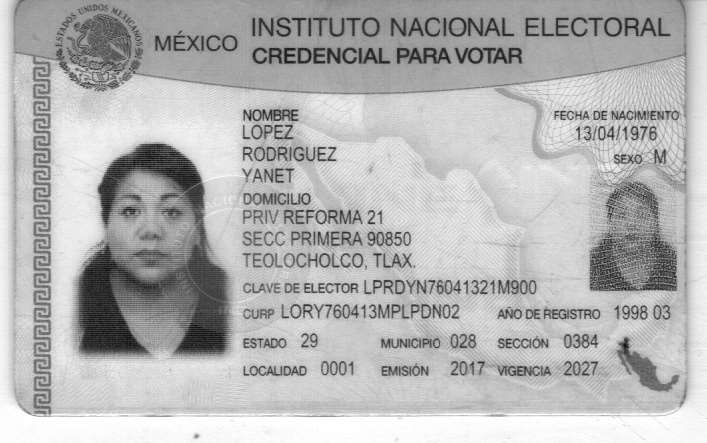 ESTADOS UNIDOS MEXICANOS
MÉXICO
INSTITUTO NACIONAL ELECTORAL
CREDENCIAL PARA VOTAR
NOMBRE
LOPEZ
RODRIGUEZ
YANET
FECHA DE NACIMIENTO
13/04/1976
SEXO M
DOMICILIO
PRIV REFORMA 21
SECC PRIMERA 90850
TEOLOCHOLCO, TLAX.
CLAVE DE ELECTOR LPRDYN76041321M900
CURP LORY760413MPLPDN02 AÑO DE REGISTRO 1998 03
ESTADO 29 MUNICIPIO 028 SECCIÓN 0384
LOCALIDAD 0001 EMISIÓN 2017 VIGENCIA 2027